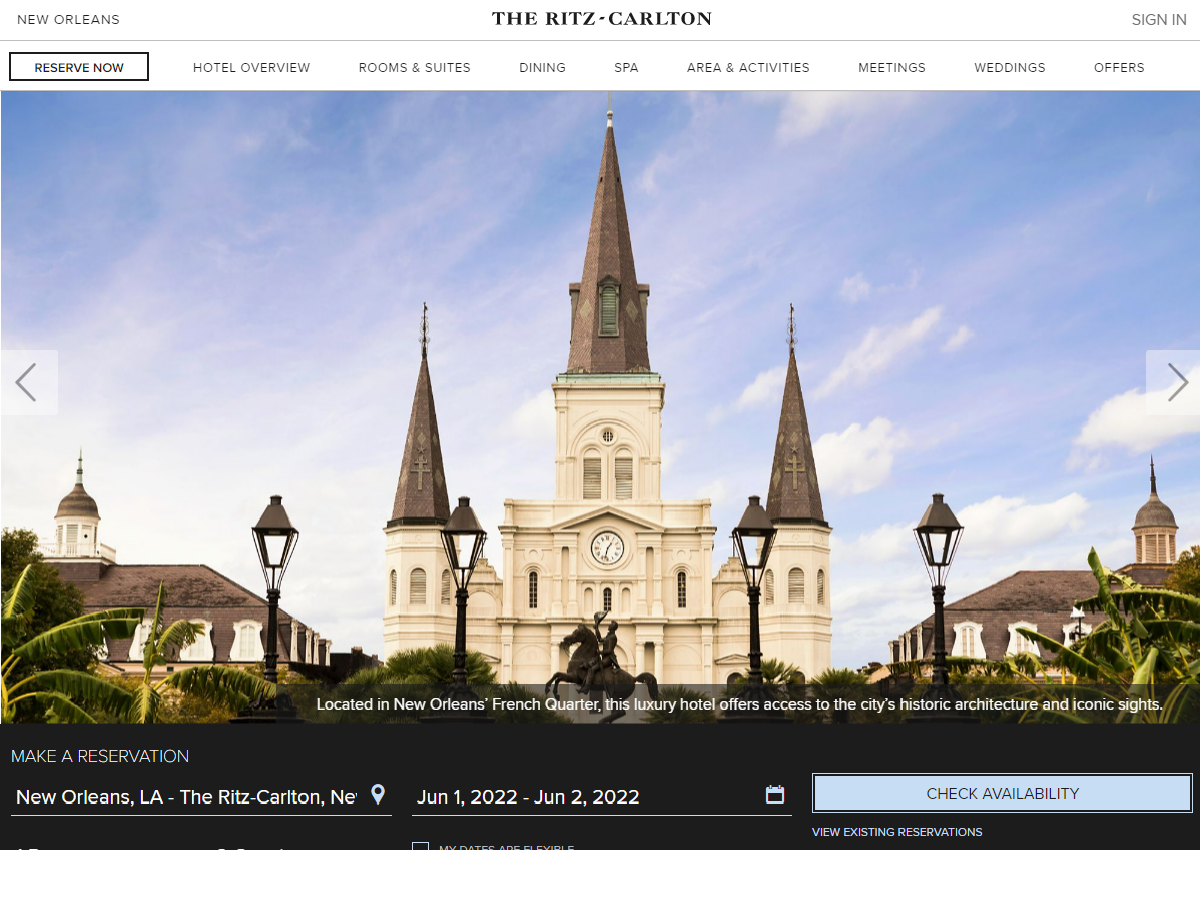 NEW ORLEANS
THE RITZ-CARLTON
SIGN IN
RESERVE NOW
HOTEL OVERVIEW
ROOMS & SUITES
DINING
SPA
AREA & ACTIVITIES
MEETINGS
WEDDINGS
OFFERS
Located in New Orleans’ French Quarter, this luxury hotel offers access to the city’s historic architecture and iconic sights.
MAKE A RESERVATION
New Orleans, LA - The Ritz-Carlton,
Jun 1, 2022 - Jun 2, 2022
CHECK AVAILABILITY
VIEW EXISTING RESERVATIONS
MY DATES ARE FLEXIBLE